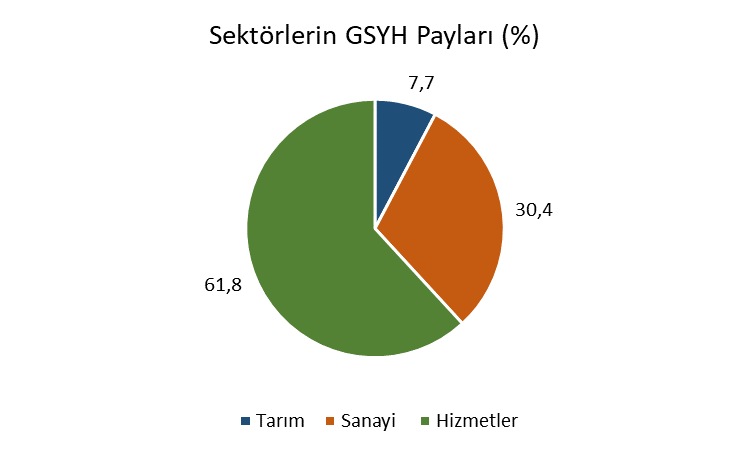 Sektörlerin GSYH Payları (%)
7,7
30,4
61,8
Tarım Sanayi Hizmetler